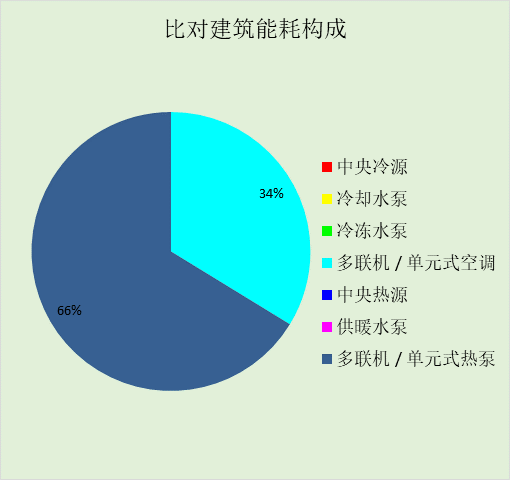 比对建筑能耗构成
34%
66%
中央冷源
冷却水泵
冷冻水泵
多联机 / 单元式空调
中央热源
供暖水泵
多联机 / 单元式热泵